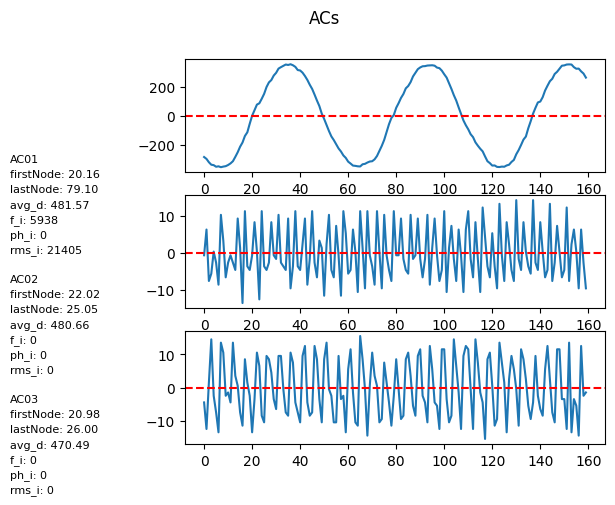 ACs
200
0
−200
0 20 40 60 80 100 120 140 160
10
0
−10
0 20 40 60 80 100 120 140 160
10
0
−10
0 20 40 60 80 100 120 140 160
AC01
firstNode: 20.16
lastNode: 79.10
avg_d: 481.57
f_i: 5938
ph_i: 0
rms_i: 21405
AC02
firstNode: 22.02
lastNode: 25.05
avg_d: 480.66
f_i: 0
ph_i: 0
rms_i: 0
AC03
firstNode: 20.98
lastNode: 26.00
avg_d: 470.49
f_i: 0
ph_i: 0
rms_i: 0